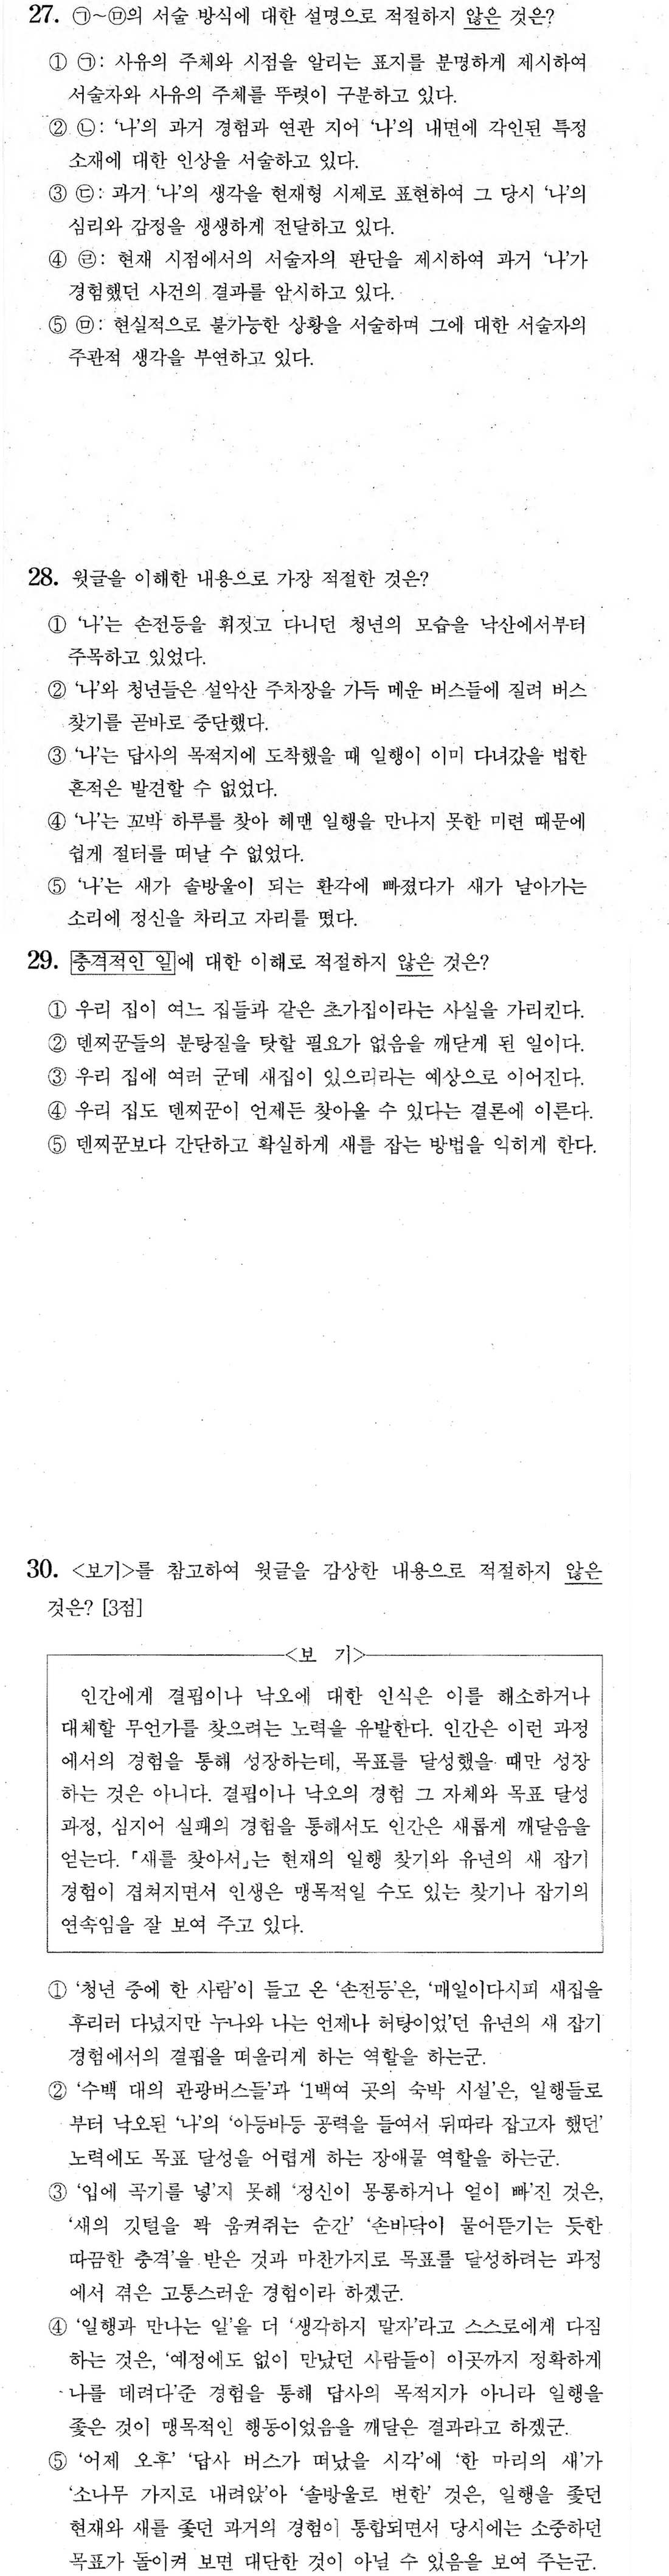 27. ㉠~㉤의 서술 방식에 대한 설명으로 적절하지 않은 것은?
① ㉠: 사유의 주체와 시점을 알리는 표지를 분명하게 제시하여
서술자와 사유의 주체를 뚜렷이 구분하고 있다.
② ㉡: '나'의 과거 경험과 연관 지어 '나'의 내면에 각인된 특정
소재에 대한 인상을 서술하고 있다.
③ ㉢: 과거 '나'의 생각을 현재형 시제로 표현하여 그 당시 '나'의
심리와 감정을 생생하게 전달하고 있다.
④ ㉣: 현재 시점에서의 서술자의 판단을 제시하여 과거 '나'가
경험했던 사건의 결과를 암시하고 있다.
⑤ ㉤: 현실적으로 불가능한 상황을 서술하며 그에 대한 서술자의
주관적 생각을 부연하고 있다.
28. 윗글을 이해한 내용으로 가장 적절한 것은?
① '나'는 손전등을 휘젓고 다니던 청년의 모습을 낙산에서부터
주목하고 있었다.
② '나'와 청년들은 설악산 주차장을 가득 메운 버스들에 질려 버스
찾기를 곧바로 중단했다.
③ '나'는 답사의 목적지에 도착했을 때 일행이 이미 다녀갔을 법한
흔적은 발견할 수 없었다.
④ '나'는 꼬박 하루를 찾아 헤맨 일행을 만나지 못한 미련 때문에
쉽게 절터를 떠날 수 없었다.
⑤ '나'는 새가 솔방울이 되는 환각에 빠졌다가 새가 날아가는
소리에 정신을 차리고 자리를 떴다.
29. 충격적인 일에 대한 이해로 적절하지 않은 것은?
① 우리 집이 여느 집들과 같은 초가집이라는 사실을 가리킨다.
② 덴찌꾼들의 분탕질을 탓할 필요가 없음을 깨닫게 된 일이다.
③ 우리 집에 여러 군데 새집이 있으리라는 예상으로 이어진다.
④ 우리 집도 덴찌꾼이 언제든 찾아올 수 있다는 결론에 이른다.
⑤ 덴찌꾼보다 간단하고 확실하게 새를 잡는 방법을 익히게 한다.
30. <보기>를 참고하여 윗글을 감상한 내용으로 적절하지 않은
것은? [3점]
<보 기>
인간에게 결핍이나 낙오에 대한 인식은 이를 해소하거나
대체할 무언가를 찾으려는 노력을 유발한다. 인간은 이런 과정
에서의 경험을 통해 성장하는데, 목표를 달성했을 때만 성장
하는 것은 아니다. 결핍이나 낙오의 경험 그 자체와 목표 달성
과정, 심지어 실패의 경험을 통해서도 인간은 새롭게 깨달음을
얻는다. 「새를 찾아서」는 현재의 일행 찾기와 유년의 새 잡기
경험이 겹쳐지면서 인생은 맹목적일 수도 있는 찾기나 잡기의
연속임을 잘 보여 주고 있다.
① '청년 중에 한 사람'이 들고 온 '손전등'은, '매일이다시피 새집을
후리러 다녔지만 누나와 나는 언제나 허탕이었'던 유년의 새 잡기
경험에서의 결핍을 떠올리게 하는 역할을 하는군.
② '수백 대의 관광버스들'과 '1백여 곳의 숙박 시설'은, 일행들로
부터 낙오된 '나'의 '아등바등 공력을 들여서 뒤따라 잡고자 했던'
노력에도 목표 달성을 어렵게 하는 장애물 역할을 하는군.
③ '입에 곡기를 넣'지 못해 '정신이 몽롱하거나 얼이 빠'진 것은,
'새의 깃털을 꽉 움켜쥐는 순간' '손바닥이 물어뜯기는 듯한
따끔한 충격'을 받은 것과 마찬가지로 목표를 달성하려는 과정
에서 겪은 고통스러운 경험이라 하겠군.
④ '일행과 만나는 일'을 더 '생각하지 말자'라고 스스로에게 다짐
하는 것은, '예정에도 없이 만났던 사람들이 이곳까지 정확하게
나를 데려다'준 경험을 통해 답사의 목적지가 아니라 일행을
좇은 것이 맹목적인 행동이었음을 깨달은 결과라고 하겠군.
⑤ '어제 오후' '답사 버스가 떠났을 시각'에 '한 마리의 새'가
'소나무 가지로 내려앉'아 '솔방울로 변한' 것은, 일행을 좇던
현재와 새를 좇던 과거의 경험이 통합되면서 당시에는 소중하던
목표가 돌이켜 보면 대단한 것이 아닐 수 있음을 보여 주는군.